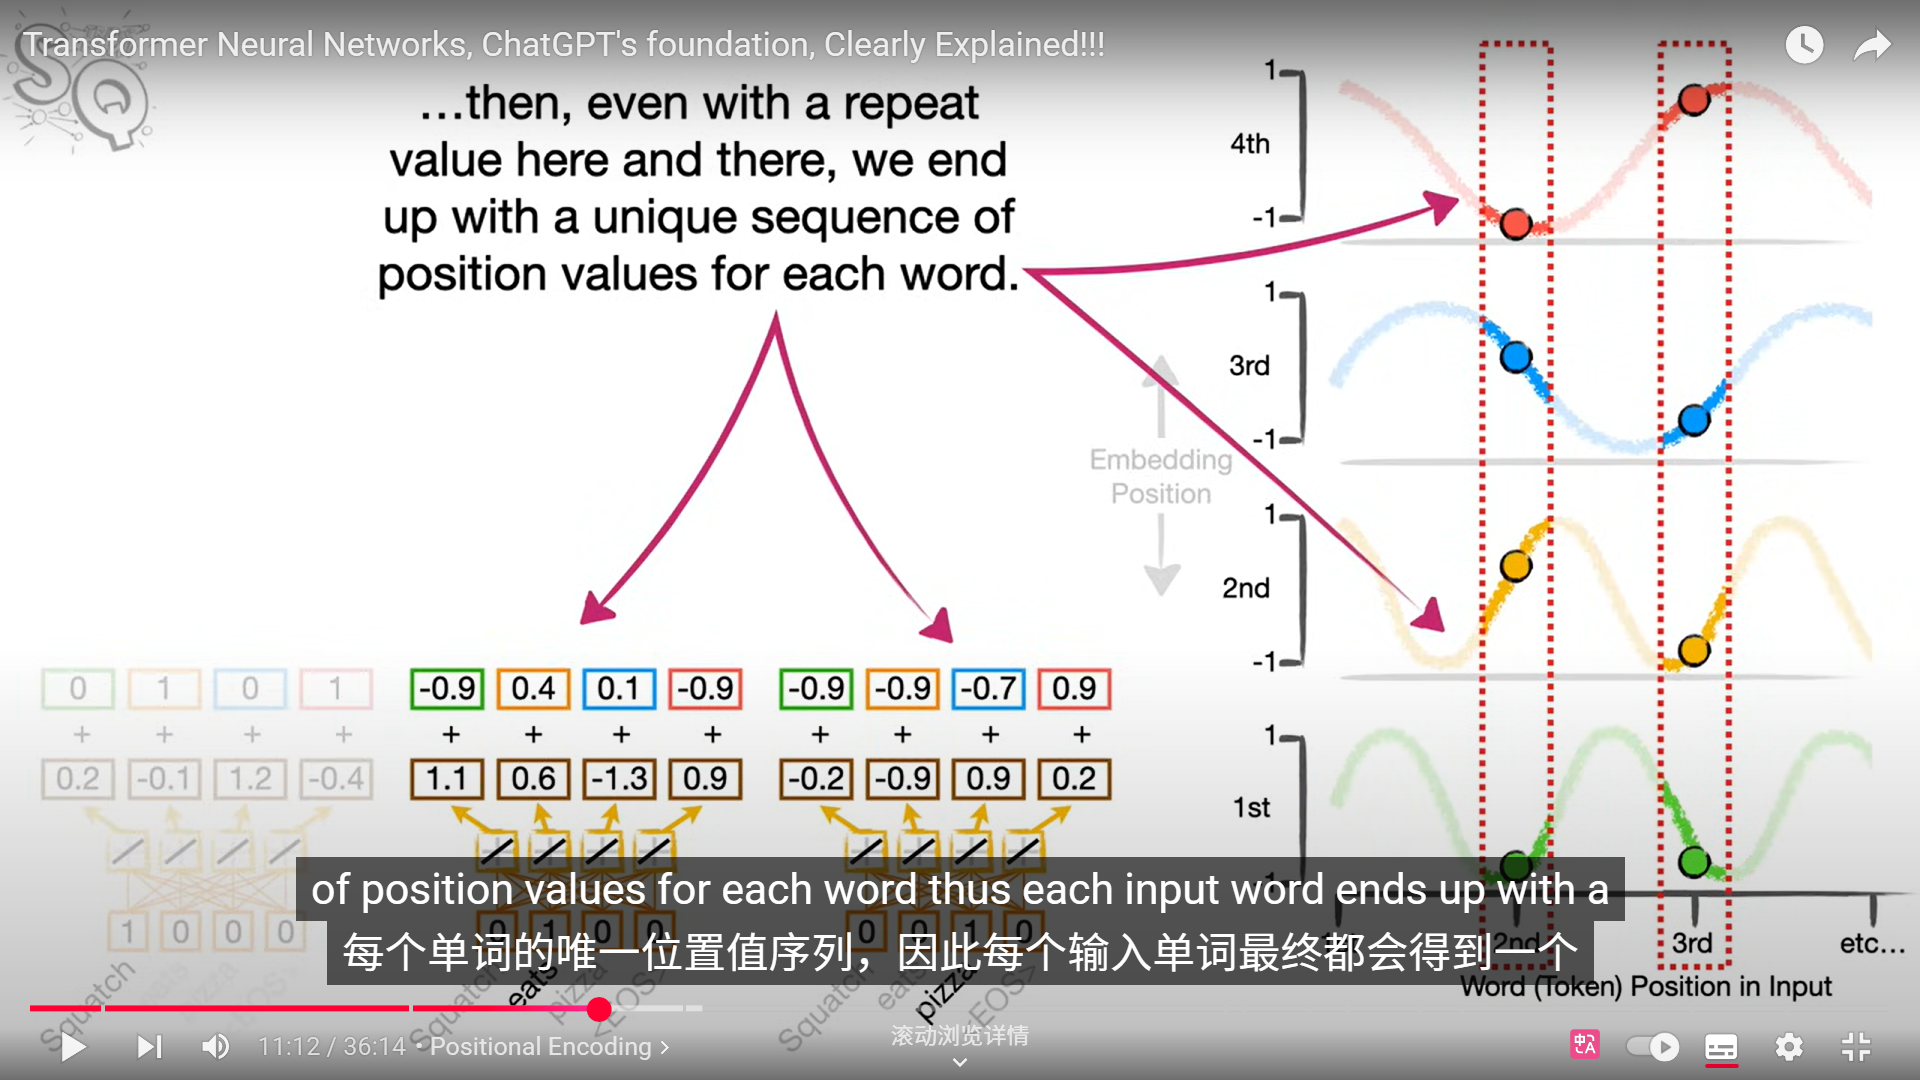 Transformer Neural Networks, ChatGPT's foundation, Clearly Explained!!!
SQ
...then, even with a repeat
value here and there, we end
up with a unique sequence of
position values for each word.
1
4th
-1
1
3rd
-1
Embedding
Position
1
2nd
-1
1
1st
0 1 0 1
+ + + +
0.2 -0.1 1.2 -0.4
1 0 0 0
-0.9 0.4 0.1 -0.9
+ + + +
1.1 0.6 -1.3 0.9
0 1 0 0
-0.9 -0.9 -0.7 0.9
+ + + +
-0.2 -0.9 0.9 0.2
0 0 1 0
of position values for each word thus each input word ends up with a
每个单词的唯一位置值序列，因此每个输入单词最终都会得到一个
2nd 3rd etc...
Word (Token) Position in Input
Squatch
Squatch eats pizza <EOS>
Squatch eats pizza <EOS>
11:12 / 36:14 • Positional Encoding >
滚动浏览详情
中A